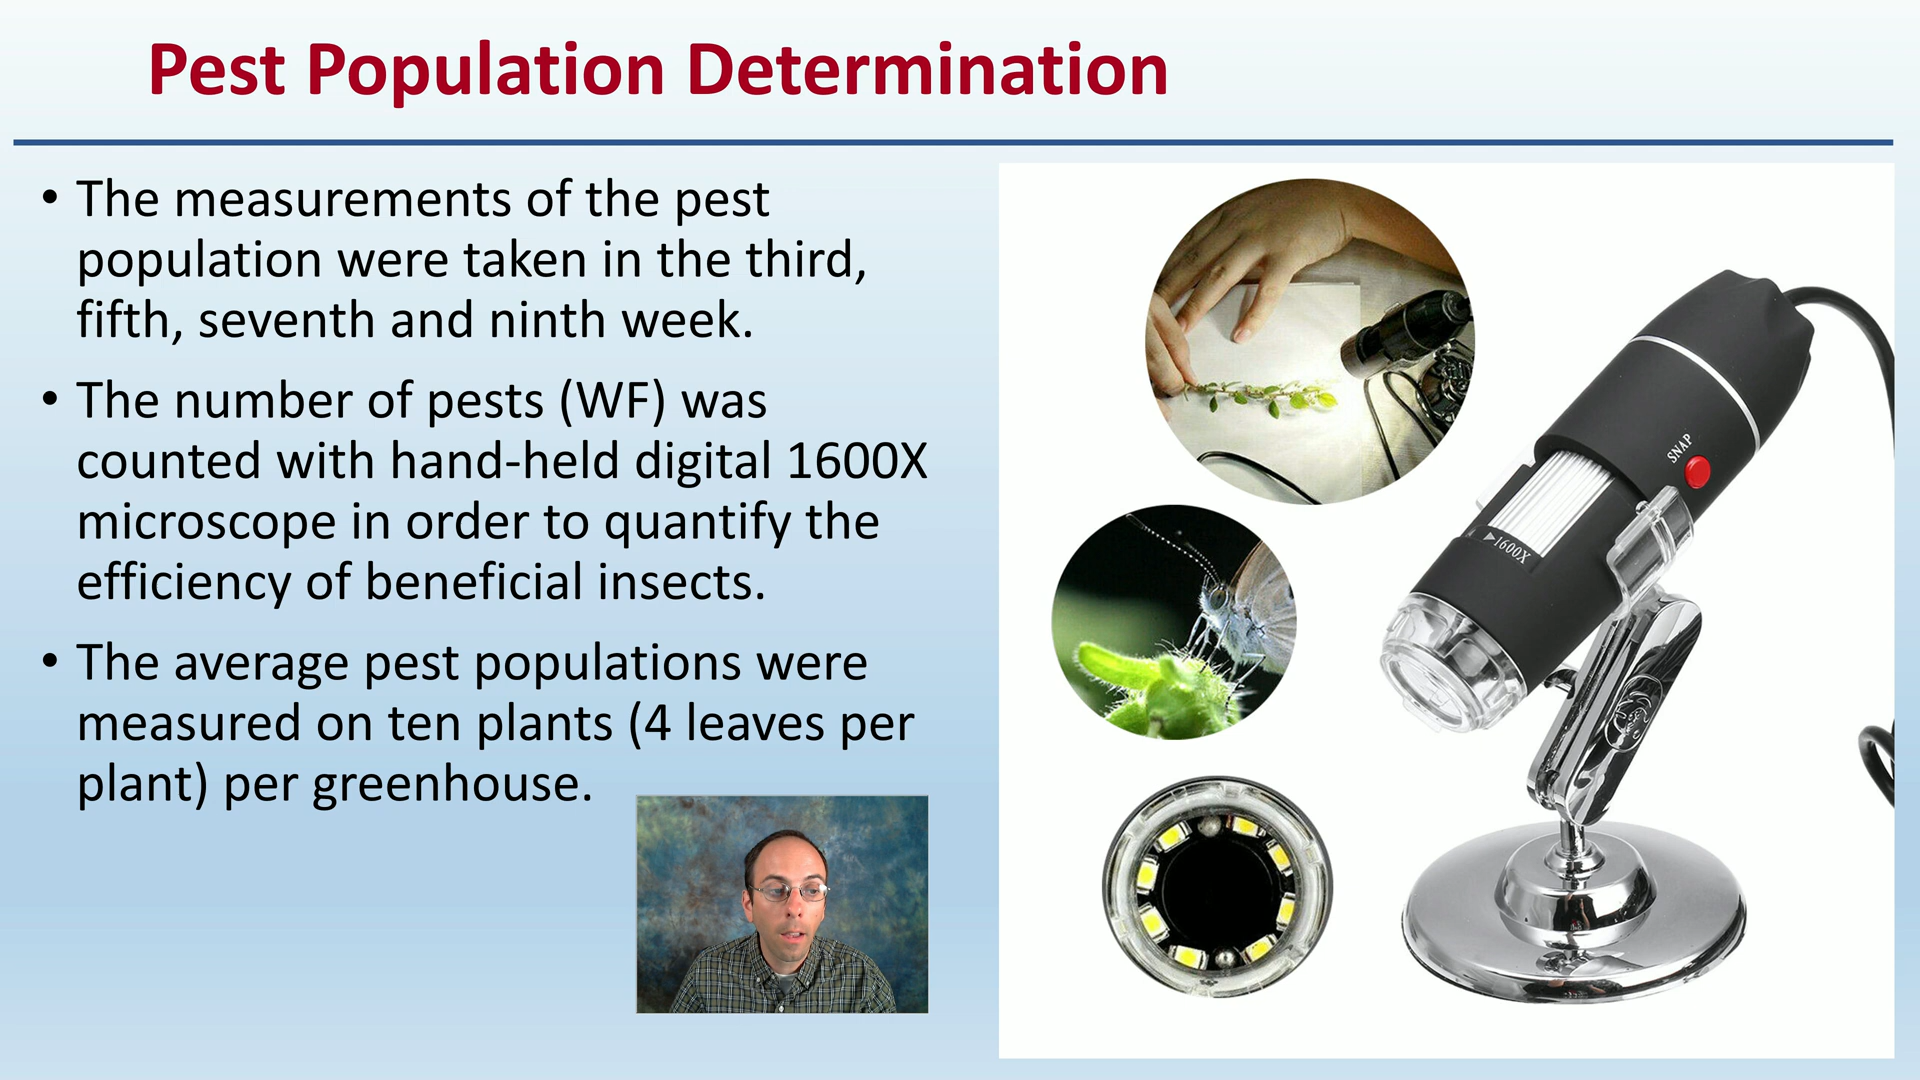 Pest Population Determination
• The measurements of the pest
population were taken in the third,
fifth, seventh and ninth week.
• The number of pests (WF) was
counted with hand-held digital 1600X
microscope in order to quantify the
efficiency of beneficial insects.
• The average pest populations were
measured on ten plants (4 leaves per
plant) per greenhouse.
SNAP
▶1600X